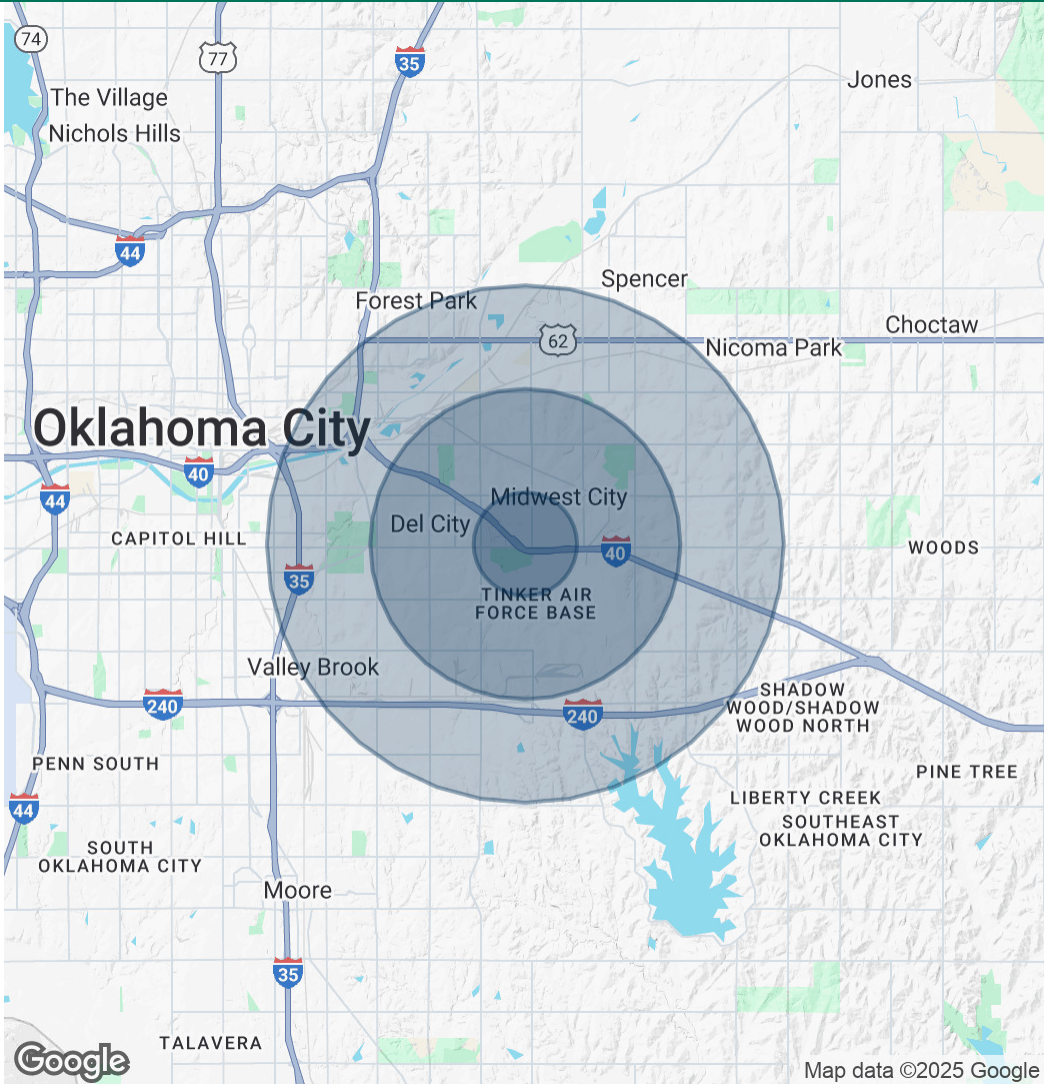 74
77
35
The Village
Jones
Nichols Hills
44
Spencer
Forest Park
Choctaw
62
Nicoma Park
Oklahoma City
40
44
Midwest City
Del City
CAPITOL HILL
WOODS
40
35
TINKER AIR
FORCE BASE
Valley Brook
SHADOW
WOOD/SHADOW
WOOD NORTH
240
240
PENN SOUTH
PINE TREE
LIBERTY CREEK
44
SOUTHEAST
OKLAHOMA CITY
SOUTH
OKLAHOMA CITY
Moore
35
TALAVERA
Google
Map data ©2025 Google